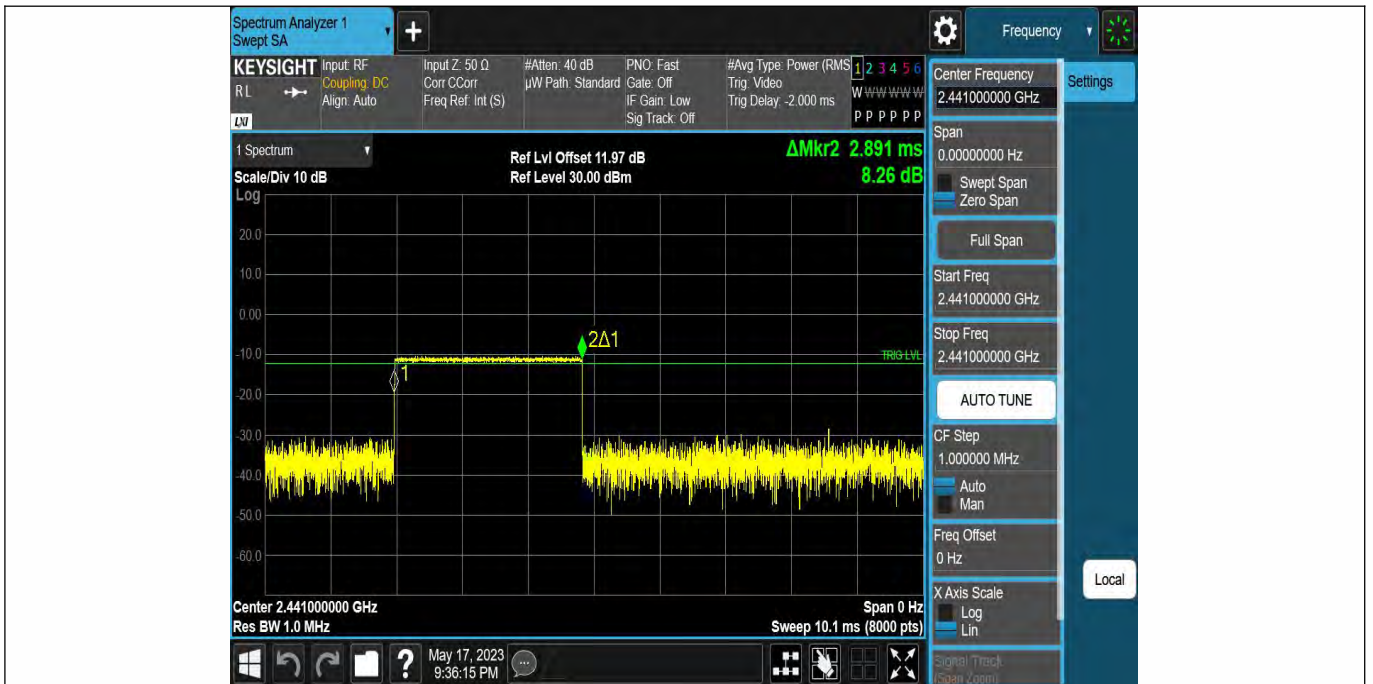 Spectrum Analyzer 1
Swept SA
+
Frequency
KEYSIGHT
RL
LXI
Input: RF
Coupling: DC
Align: Auto
Input Z: 50 Ω
Corr CCorr
Freq Ref: Int (S)
#Atten: 40 dB
µW Path: Standard
PNO: Fast
Gate: Off
IF Gain: Low
Sig Track: Off
#Avg Type: Power (RMS
Trig: Video
Trig Delay: -2.000 ms
1 2 3 4 5 6
W W W W W W
P P P P P P
1 Spectrum
Scale/Div 10 dB
Ref Lvl Offset 11.97 dB
Ref Level 30.00 dBm
ΔMkr2 2.891 ms
8.26 dB
Log
20.0
10.0
0.00
-10.0
-20.0
-30.0
-40.0
-50.0
-60.0
2Δ1
1
TRIG LVL
Center 2.441000000 GHz
Res BW 1.0 MHz
Span 0 Hz
Sweep 10.1 ms (8000 pts)
?
May 17, 2023
9:36:15 PM
Center Frequency
2.441000000 GHz
Span
0.00000000 Hz
Swept Span
Zero Span
Full Span
Start Freq
2.441000000 GHz
Stop Freq
2.441000000 GHz
AUTO TUNE
CF Step
1.000000 MHz
Auto
Man
Freq Offset
0 Hz
X Axis Scale
Log
Lin
Signal Track
(Span Zoom)
Settings
Local